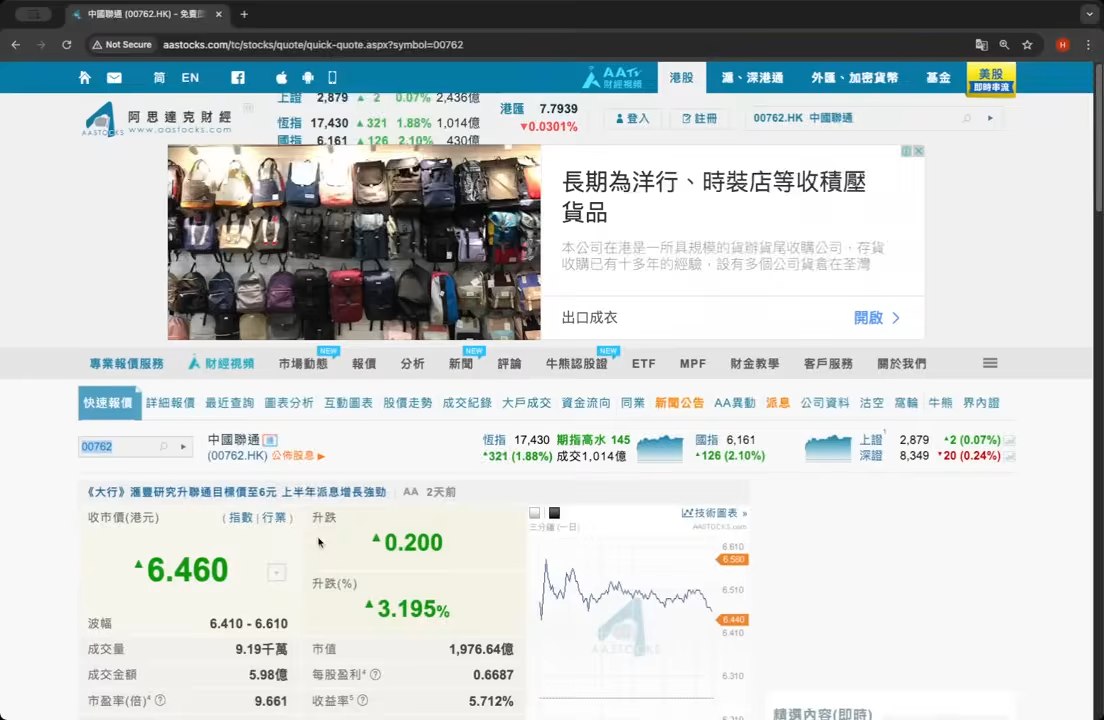 中國聯通 (00762.HK) - 免費
Not Secure
aastocks.com/tc/stocks/quote/quick-quote.aspx?symbol=00762
H
简
EN
AATV
財經視頻
港股
滬、深港通
外匯、加密貨幣
基金
美股
即時串流
阿思達克財經
AASTOCKS
www.aastocks.com
上證 2,879 ▲ 2 0.07% 2,436億
恆指 17,430 ▲321 1.88% 1,014億
國指 6,161 ▲126 2.10% 430億
港匯 7.7939
▼0.0301%
登入
註冊
00762.HK 中國聯通
長期為洋行、時裝店等收積壓
貨品
本公司在港是一所具規模的貨辦貨尾收購公司，存貨
收購已有十多年的經驗，設有多個公司貨倉在荃灣
出口成衣
開啟
專業報價服務
財經視頻
市場動態
NEW
報價
分析
新聞
NEW
評論
牛熊認股證
NEW
ETF
MPF
財金教學
客戶服務
關於我們
快速報價
詳細報價
最近查詢
圖表分析
互動圖表
股價走勢
成交紀錄
大戶成交
資金流向
同業
新聞公告
AA異動
派息
公司資料
沽空
窩輪
牛熊
界內證
00762
中國聯通
(00762.HK) 公佈股息 ▶
恆指 17,430 期指高水 145
▲321 (1.88%) 成交1,014億
國指 6,161
▲126 (2.10%)
上證 2,879 ▲2 (0.07%)
深證 8,349 ▼20 (0.24%)
《大行》滙豐研究升聯通目標價至6元 上半年派息增長強勁
AA 2天前
收市價(港元)
( 指數 | 行業 )
升跌
▲6.460
▲0.200
升跌(%)
▲3.195%
波幅 6.410 - 6.610
成交量 9.19千萬
市值 1,976.64億
成交金額 5.98億
每股盈利4 0.6687
市盈率(倍)4 9.661
收益率5 5.712%
技術圖表 »
三分鐘 (一日)
AASTOCKS.com
6.610
6.560
6.510
6.440
6.410
6.310
AASTOCKS
精選內容(即時)